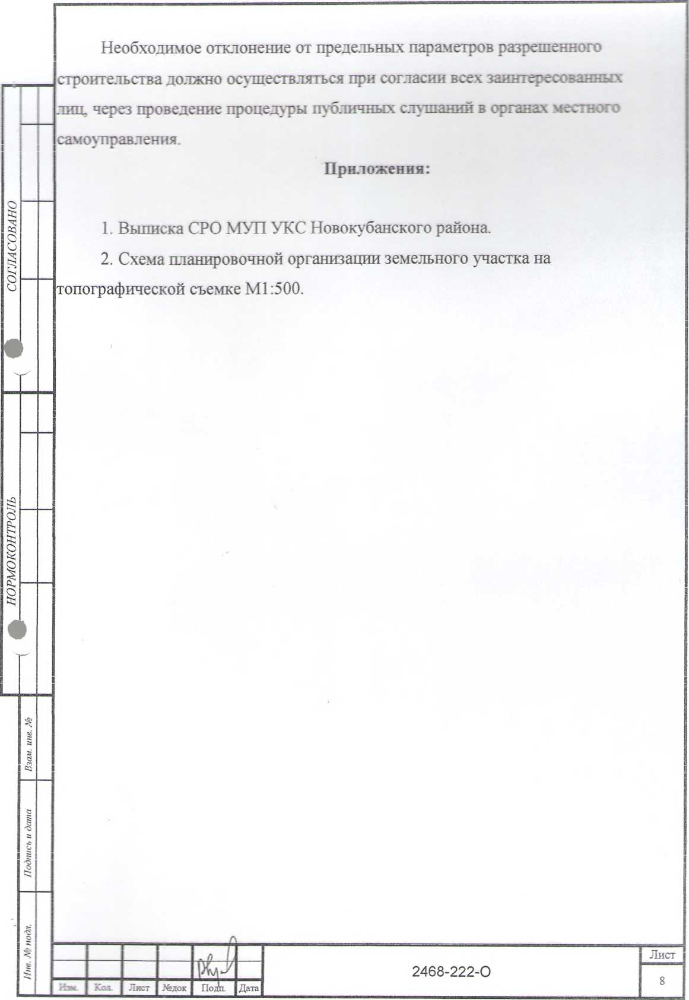 Необходимое отклонение от предельных параметров разрешенного
строительства должно осуществляться при согласии всех заинтересованных
лиц, через проведение процедуры публичных слушаний в органах местного
самоуправления.
Приложения:
1. Выписка СРО МУП УКС Новокубанского района.
2. Схема планировочной организации земельного участка на
топографической съемке М1:500.
СОГЛАСОВАНО
НОРМОКОНТРОЛЬ
Взам. инв. №
Подпись и дата
Инв. № подл.
Изм. Кол. Лист №док Подп. Дата
2468-222-О
Лист
8